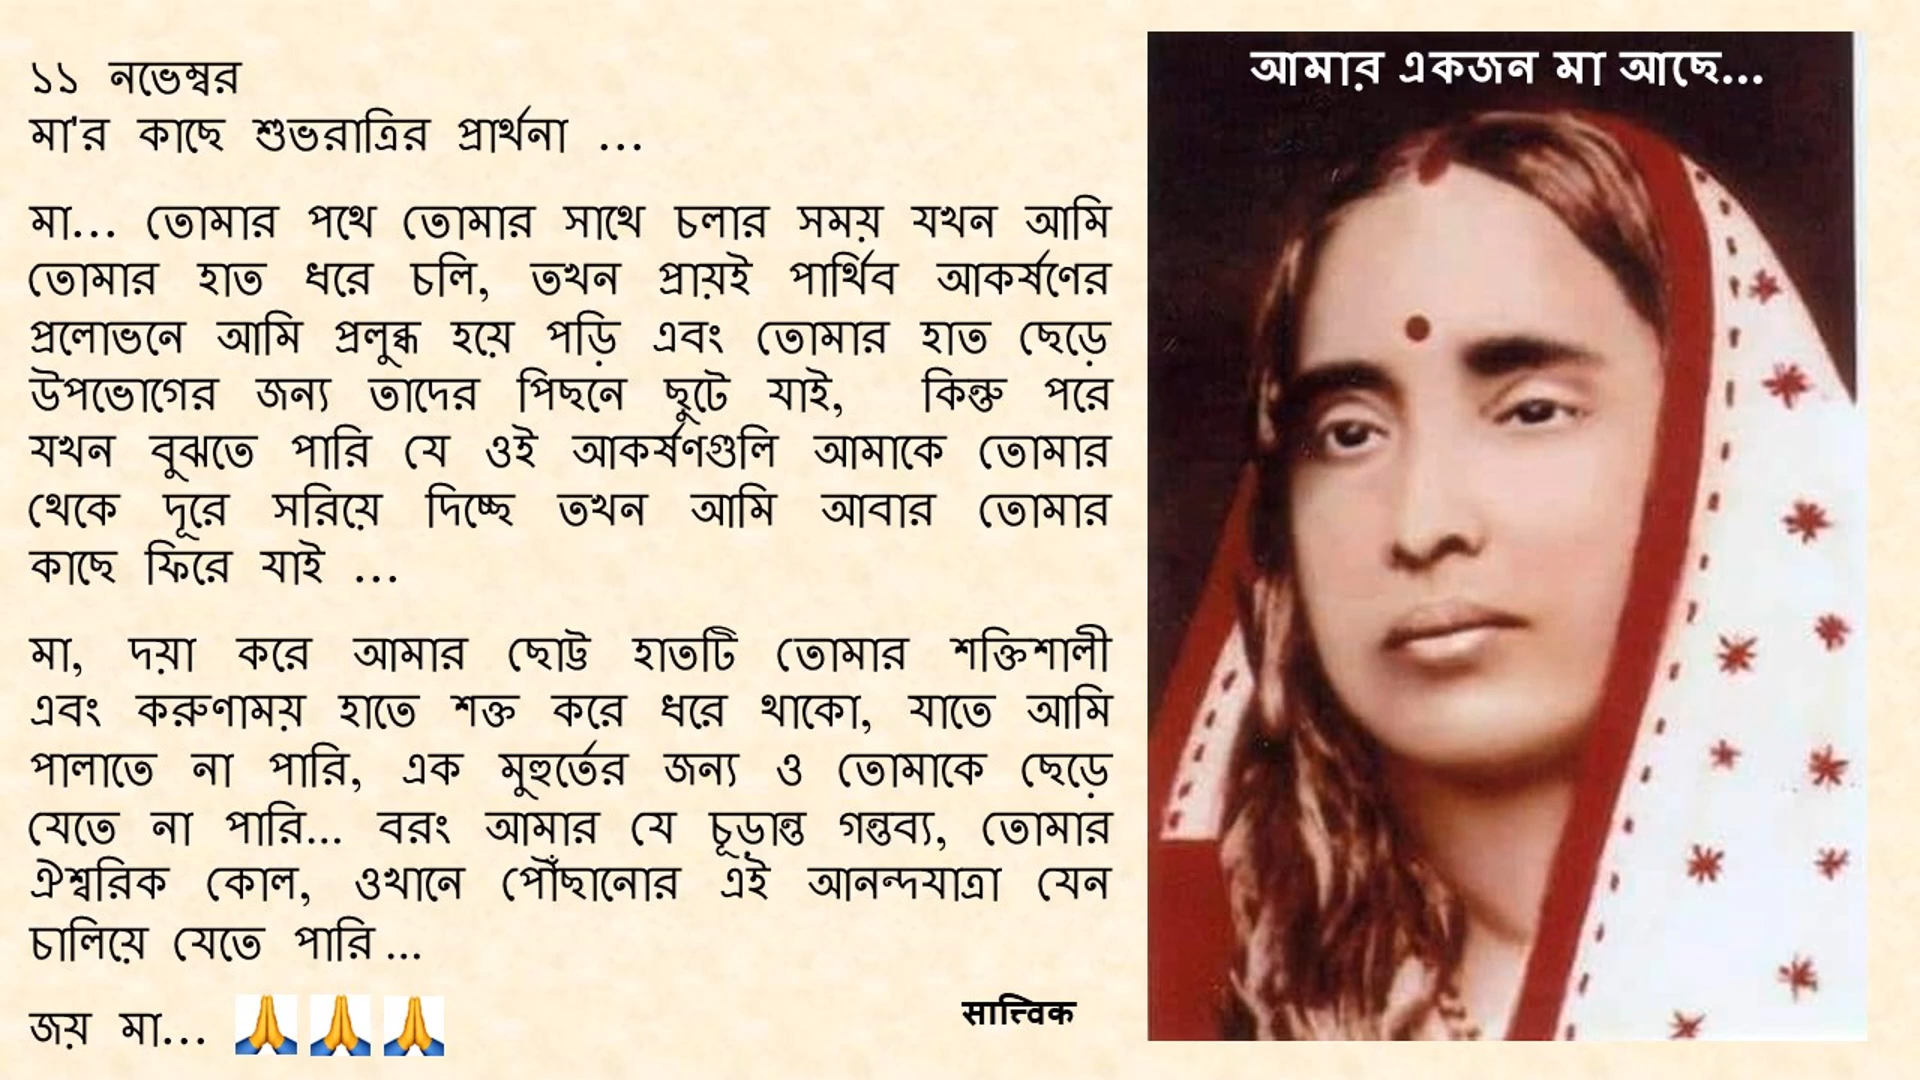 ১১ নভেম্বর
মা'র কাছে শুভরাত্রির প্রার্থনা ...
মা... তোমার পথে তোমার সাথে চলার সময় যখন আমি
তোমার হাত ধরে চলি, তখন প্রায়ই পার্থিব আকর্ষণের
প্রলোভনে আমি প্রলুব্ধ হয়ে পড়ি এবং তোমার হাত ছেড়ে
উপভোগের জন্য তাদের পিছনে ছুটে যাই, কিন্তু পরে
যখন বুঝতে পারি যে ওই আকর্ষণগুলি আমাকে তোমার
থেকে দূরে সরিয়ে দিচ্ছে তখন আমি আবার তোমার
কাছে ফিরে যাই ...
মা, দয়া করে আমার ছোট্ট হাতটি তোমার শক্তিশালী
এবং করুণাময় হাতে শক্ত করে ধরে থাকো, যাতে আমি
পালাতে না পারি, এক মুহুর্তের জন্য ও তোমাকে ছেড়ে
যেতে না পারি... বরং আমার যে চূড়ান্ত গন্তব্য, তোমার
ঐশ্বরিক কোল, ওখানে পৌঁছানোর এই আনন্দযাত্রা যেন
চালিয়ে যেতে পারি...
জয় মা... 🙏🙏🙏
सात्त्विक
আমার একজন মা আছে...